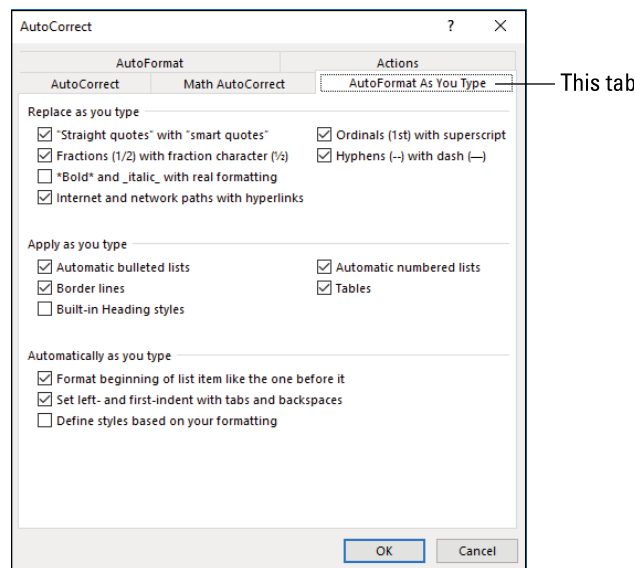 AutoCorrect ? ×
AutoFormat Actions
AutoCorrect Math AutoCorrect AutoFormat As You Type This tab
Replace as you type
"Straight quotes" with “smart quotes” Ordinals (1st) with superscript
Fractions (1/2) with fraction character (½) Hyphens (--) with dash (—)
*Bold* and _italic_ with real formatting
Internet and network paths with hyperlinks
Apply as you type
Automatic bulleted lists Automatic numbered lists
Border lines Tables
Built-in Heading styles
Automatically as you type
Format beginning of list item like the one before it
Set left- and first-indent with tabs and backspaces
Define styles based on your formatting
OK Cancel